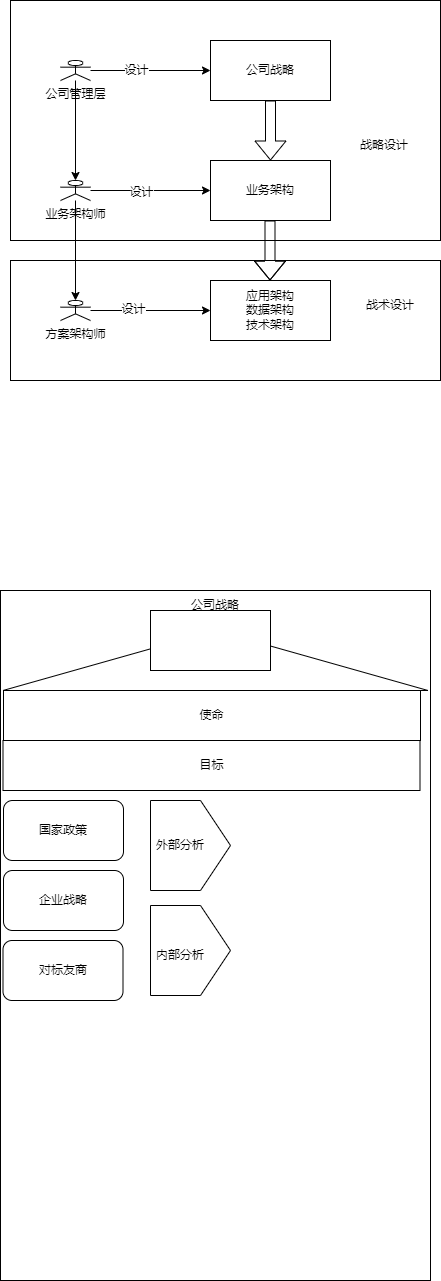 设计
公司战略
公司管理层
战略设计
设计
业务架构
业务架构师
设计
应用架构
数据架构
技术架构
战术设计
方案架构师
公司战略
使命
目标
国家政策
外部分析
企业战略
内部分析
对标友商